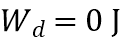 W_d = 0 J